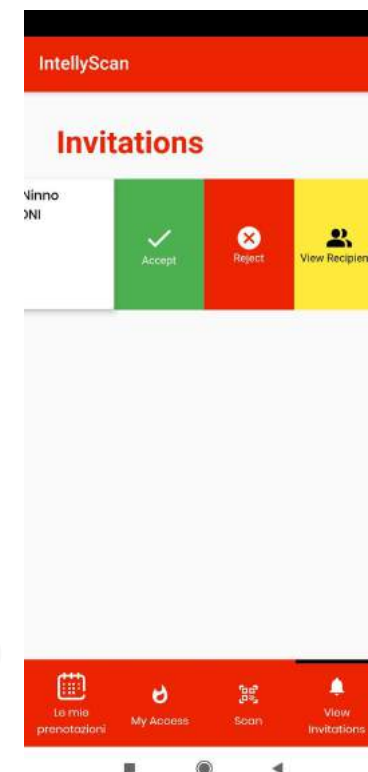 IntellyScan
Invitations
Ninno
ONI
Accept
Reject
View Recipien
Le mie
prenotazioni
My Access
Scan
View
Invitations